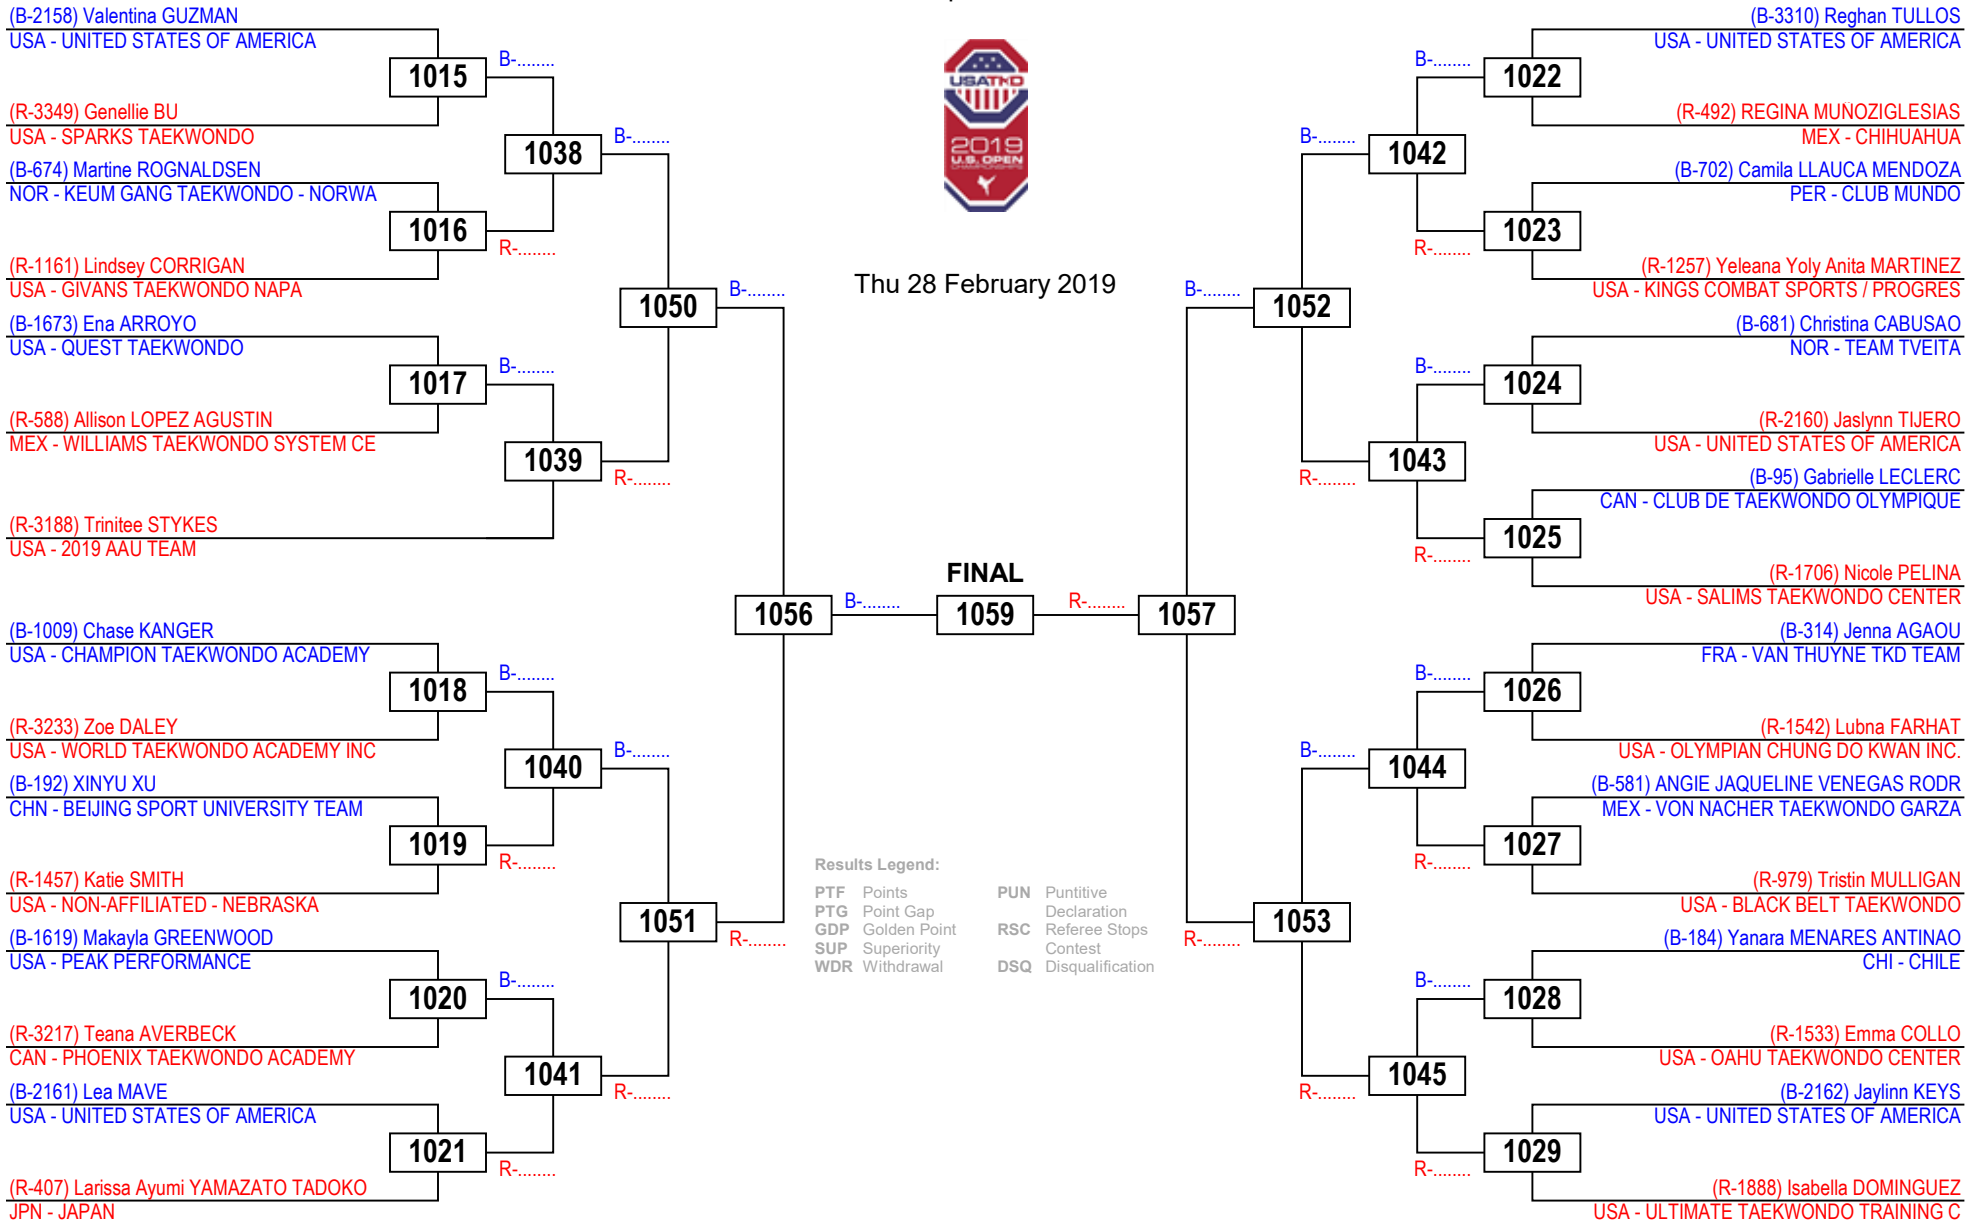 (B-2158) Valentina GUZMAN
USA - UNITED STATES OF AMERICA
1015
B-........
(R-3349) Genellie BU
USA - SPARKS TAEKWONDO
1038
B-........
(B-674) Martine ROGNALDSEN
NOR - KEUM GANG TAEKWONDO - NORWA
1016
R-........
(R-1161) Lindsey CORRIGAN
USA - GIVANS TAEKWONDO NAPA
1050
B-........
(B-1673) Ena ARROYO
USA - QUEST TAEKWONDO
1017
B-........
(R-588) Allison LOPEZ AGUSTIN
MEX - WILLIAMS TAEKWONDO SYSTEM CE
1039
R-........
(R-3188) Trinitee STYKES
USA - 2019 AAU TEAM
1056
B-........
(B-1009) Chase KANGER
USA - CHAMPION TAEKWONDO ACADEMY
1018
B-........
(R-3233) Zoe DALEY
USA - WORLD TAEKWONDO ACADEMY INC
1040
B-........
(B-192) XINYU XU
CHN - BEIJING SPORT UNIVERSITY TEAM
1019
R-........
(R-1457) Katie SMITH
USA - NON-AFFILIATED - NEBRASKA
1051
R-........
(B-1619) Makayla GREENWOOD
USA - PEAK PERFORMANCE
1020
B-........
(R-3217) Teana AVERBECK
CAN - PHOENIX TAEKWONDO ACADEMY
1041
R-........
(B-2161) Lea MAVE
USA - UNITED STATES OF AMERICA
1021
R-........
(R-407) Larissa Ayumi YAMAZATO TADOKO
JPN - JAPAN
USATKD
2019
U.S. OPEN
CHAMPIONSHIPS
Thu 28 February 2019
FINAL
1059
Results Legend:
PTF Points
PTG Point Gap
GDP Golden Point
SUP Superiority
WDR Withdrawal
PUN Puntitive
Declaration
RSC Referee Stops
Contest
DSQ Disqualification
(B-3310) Reghan TULLOS
USA - UNITED STATES OF AMERICA
B-........
1022
(R-492) REGINA MUÑOZIGLESIAS
MEX - CHIHUAHUA
B-........
1042
(B-702) Camila LLAUCA MENDOZA
PER - CLUB MUNDO
R-........
1023
(R-1257) Yeleana Yoly Anita MARTINEZ
USA - KINGS COMBAT SPORTS / PROGRES
B-........
1052
(B-681) Christina CABUSAO
NOR - TEAM TVEITA
B-........
1024
(R-2160) Jaslynn TIJERO
USA - UNITED STATES OF AMERICA
R-........
1043
(B-95) Gabrielle LECLERC
CAN - CLUB DE TAEKWONDO OLYMPIQUE
R-........
1025
(R-1706) Nicole PELINA
USA - SALIMS TAEKWONDO CENTER
R-........
1057
(B-314) Jenna AGAOU
FRA - VAN THUYNE TKD TEAM
B-........
1026
(R-1542) Lubna FARHAT
USA - OLYMPIAN CHUNG DO KWAN INC.
B-........
1044
(B-581) ANGIE JAQUELINE VENEGAS RODR
MEX - VON NACHER TAEKWONDO GARZA
R-........
1027
(R-979) Tristin MULLIGAN
USA - BLACK BELT TAEKWONDO
R-........
1053
(B-184) Yanara MENARES ANTINAO
CHI - CHILE
B-........
1028
(R-1533) Emma COLLO
USA - OAHU TAEKWONDO CENTER
R-........
1045
(B-2162) Jaylinn KEYS
USA - UNITED STATES OF AMERICA
R-........
1029
(R-1888) Isabella DOMINGUEZ
USA - ULTIMATE TAEKWONDO TRAINING C